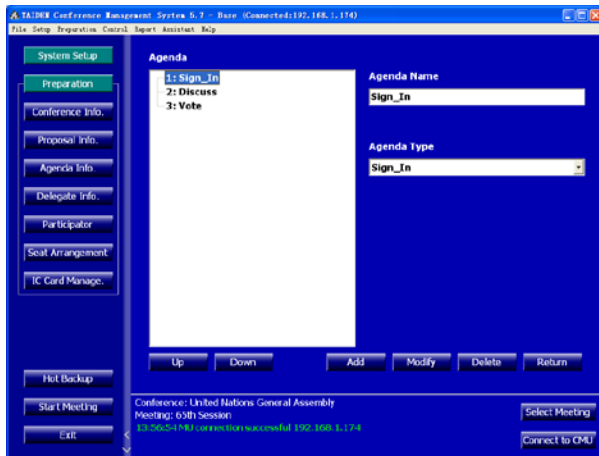 TAIDEN Conference Management System 5.7 - Base (Connected:192.168.1.174)
File Setup Preparation Control Report Assistant Help
System Setup
Preparation
Conference Info.
Proposal Info.
Agenda Info.
Delegate Info.
Participator
Seat Arrangement
IC Card Manage.
Hot Backup
Start Meeting
Exit
Agenda
1: Sign_In
2: Discuss
3: Vote
Agenda Name
Sign_In
Agenda Type
Sign_In
Up Down Add Modify Delete Return
Conference: United Nations General Assembly
Meeting: 65th Session
13:56:54 MU connection successful 192.168.1.174
Select Meeting
Connect to CMU